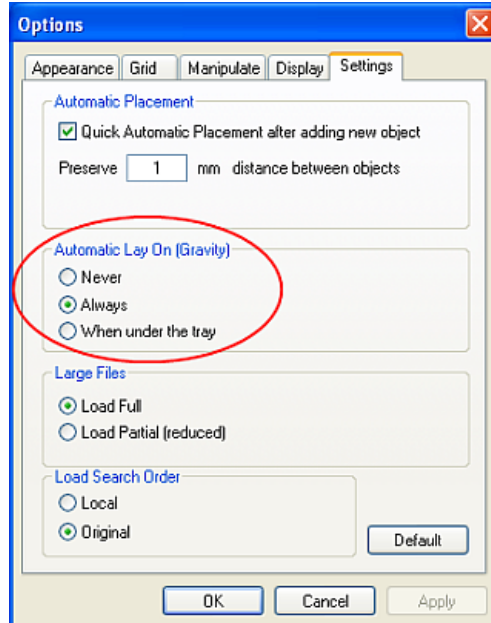 Options
Appearance Grid Manipulate Display Settings
Automatic Placement
Quick Automatic Placement after adding new object
Preserve 1 mm distance between objects
Automatic Lay On (Gravity)
Never
Always
When under the tray
Large Files
Load Full
Load Partial (reduced)
Load Search Order
Local
Original
Default
OK Cancel Apply